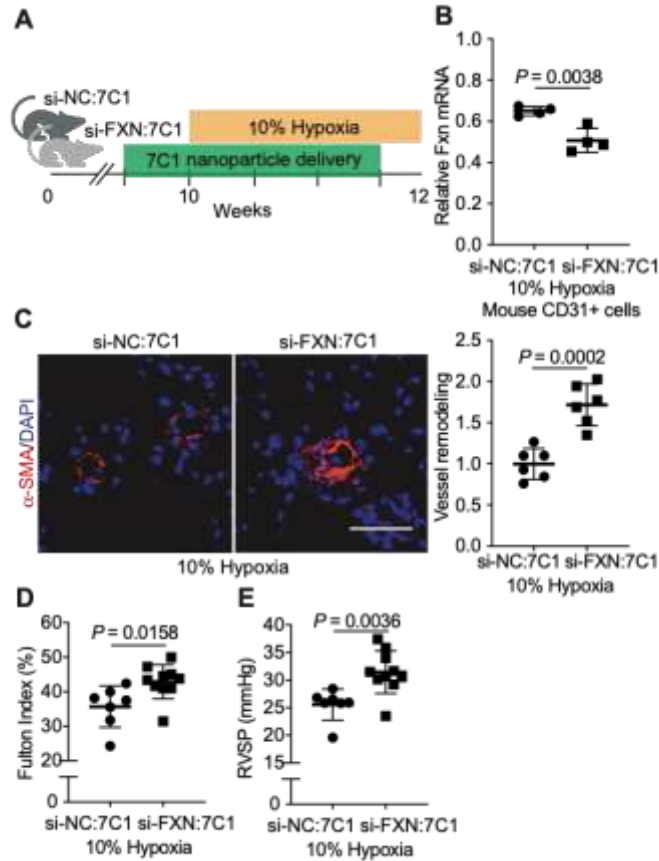 A
si-NC:7C1
si-FXN:7C1
10% Hypoxia
7C1 nanoparticle delivery
0 10 12
Weeks
B
Relative Fxn mRNA
1.0
0.8
0.6
0.4
0.2
0.0
P = 0.0038
si-NC:7C1 si-FXN:7C1
10% Hypoxia
Mouse CD31+ cells
C
si-NC:7C1 si-FXN:7C1
α-SMA/DAPI
10% Hypoxia
Vessel remodeling
2.5
2.0
1.5
1.0
0.5
0.0
P = 0.0002
si-NC:7C1 si-FXN:7C1
10% Hypoxia
D
Fulton Index (%)
60
50
40
30
20
0
P = 0.0158
si-NC:7C1 si-FXN:7C1
10% Hypoxia
E
RVSP (mmHg)
40
35
30
25
20
15
0
P = 0.0036
si-NC:7C1 si-FXN:7C1
10% Hypoxia